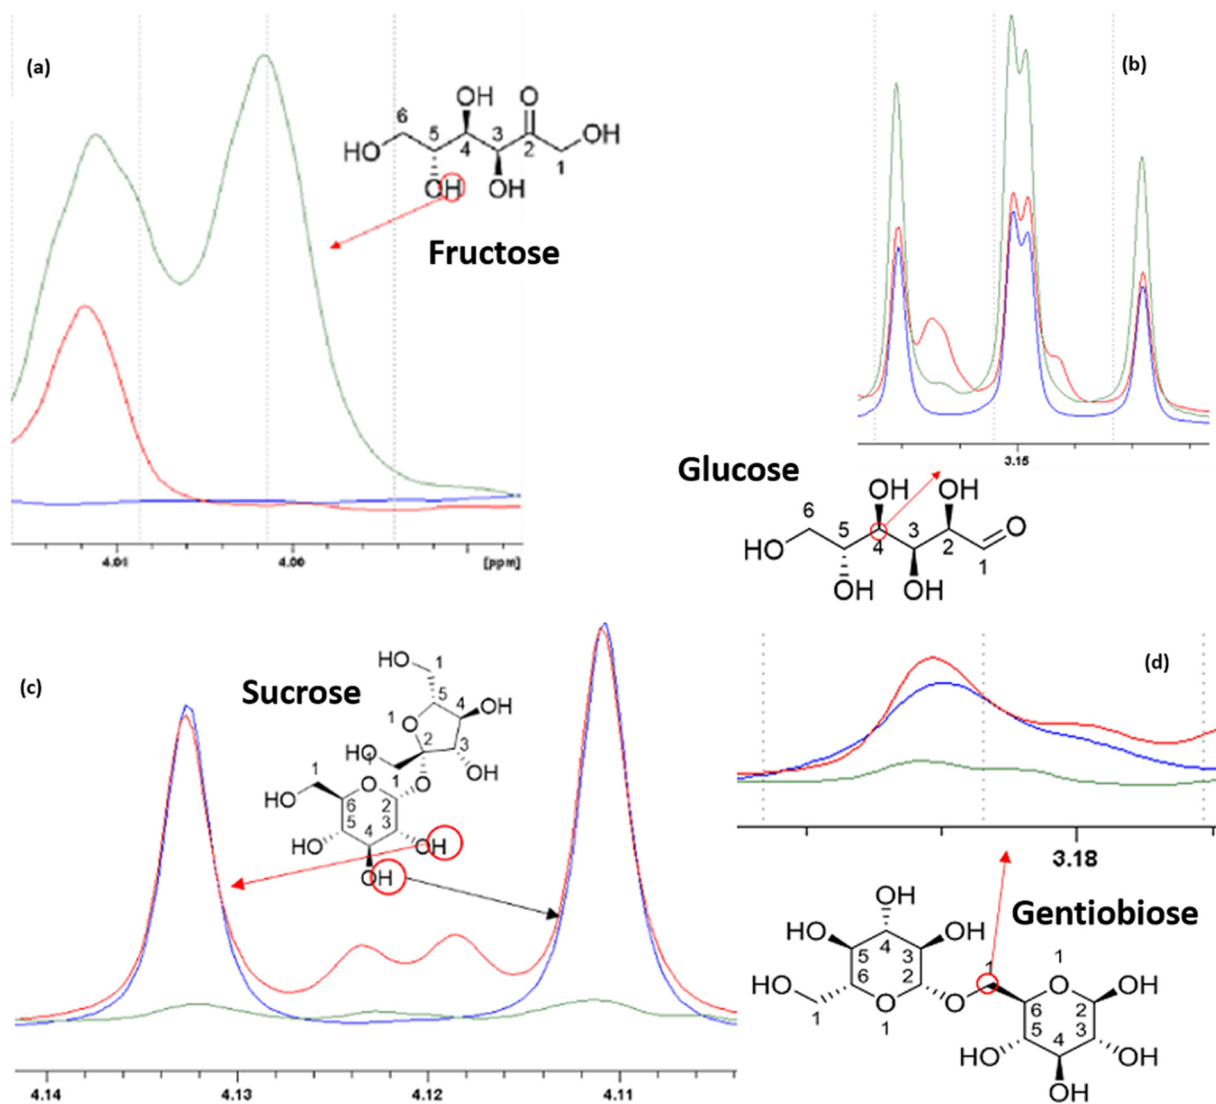 (a)
OH
O
6
5
3
OH
HO
4
2
1
OH
OH
Fructose
4.01
4.00
[ppm]
(b)
3.15
Glucose
OH
OH
6
5
3
O
HO
4
2
1
OH
OH
(c)
Sucrose
HO
1
5
4
OH
1
O
2
3
HO
1
OH
1
O
O
HO
6
2
5
3
HO
4
OH
OH
4.14
4.13
4.12
4.11
(d)
3.18
Gentiobiose
OH
HO
4
OH
5
3
1
1
HO
6
2
O
OH
O
O
6
2
1
1
5
3
HO
4
OH
OH